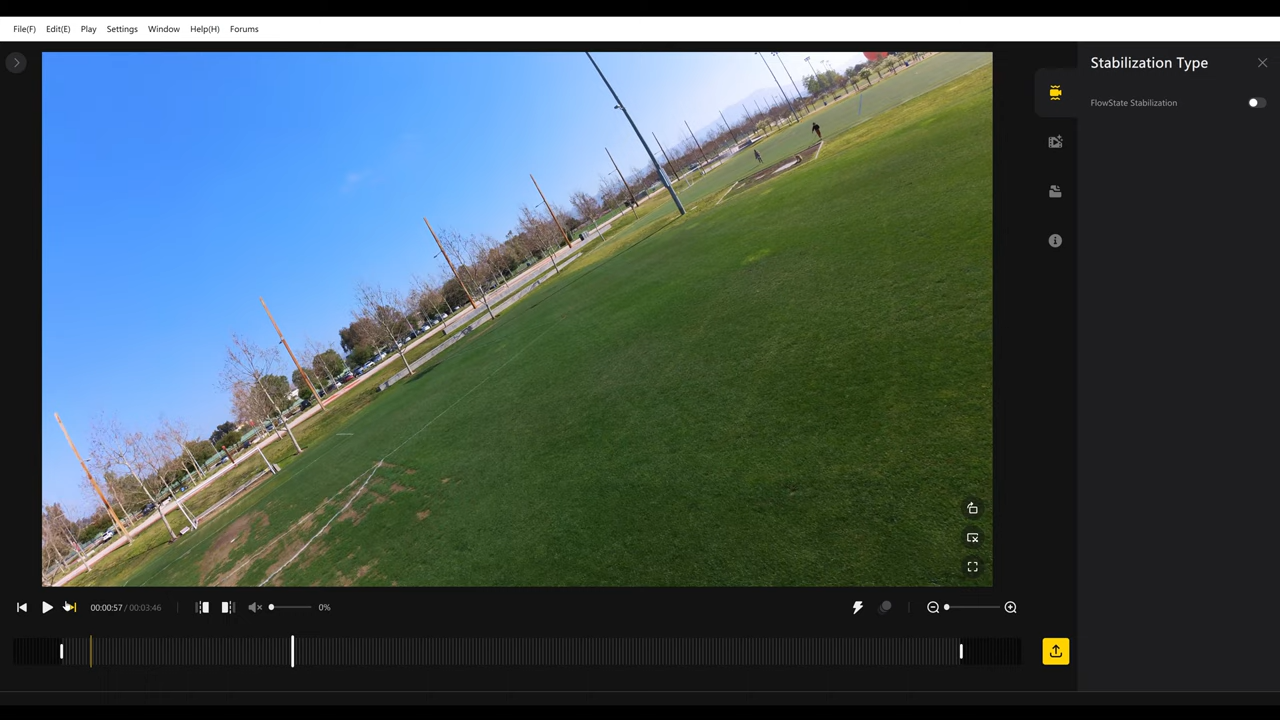 File(F) Edit(E) Play Settings Window Help(H) Forums
Stabilization Type
FlowState Stabilization
00:00:57 / 00:03:46
0%